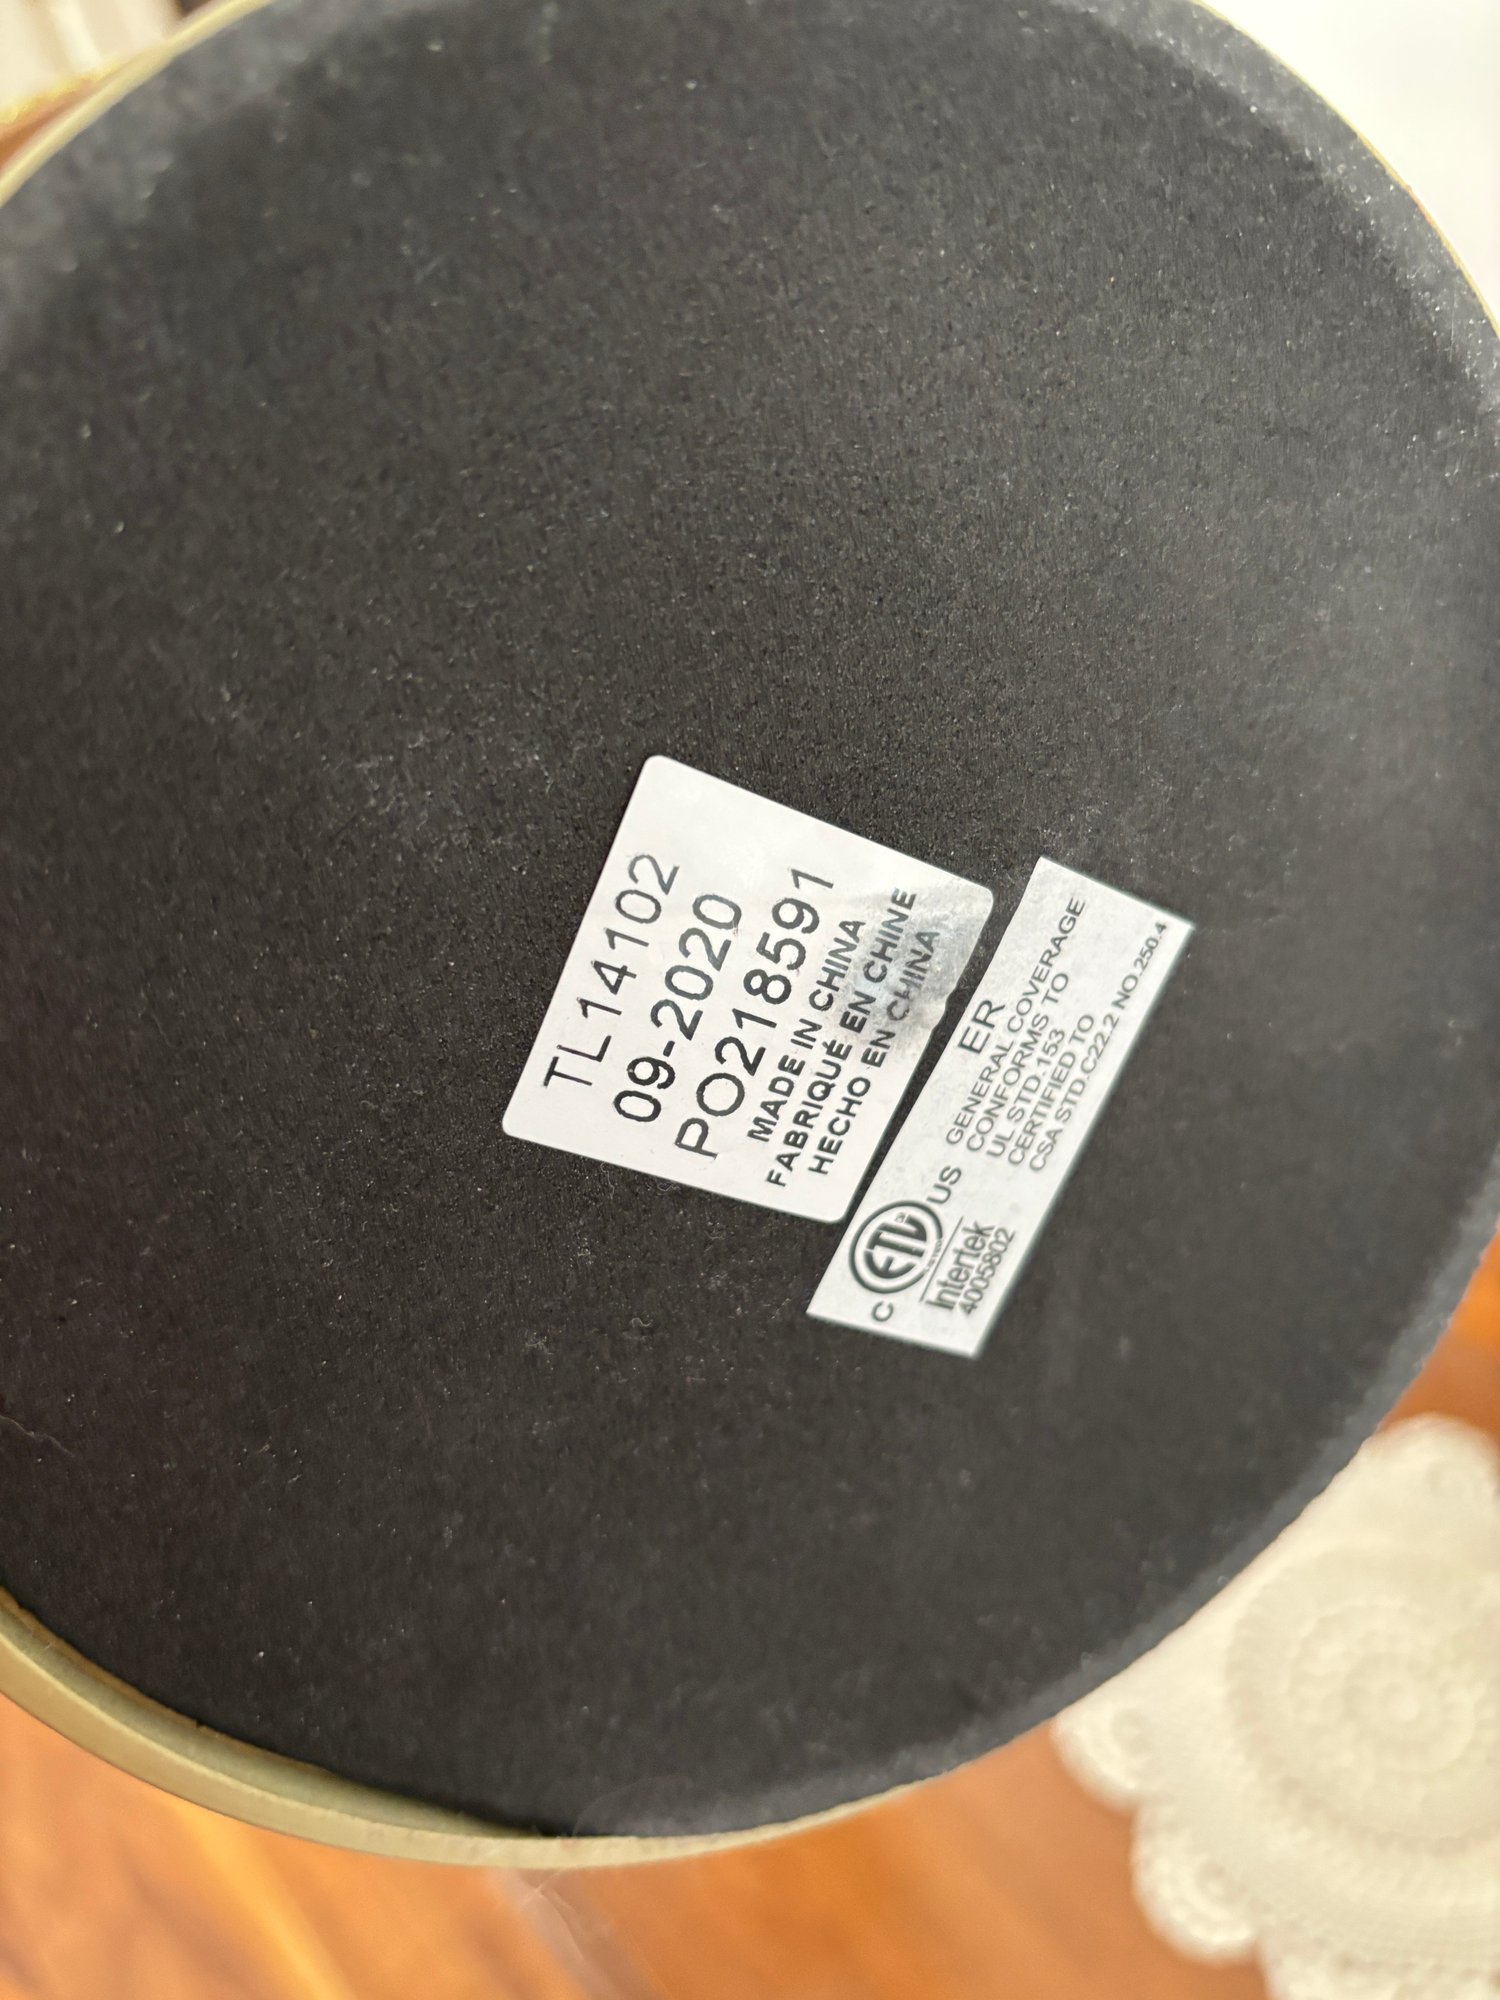 TL14102
09-2020
PO218591
MADE IN CHINA
FABRIQUÉ EN CHINE
HECHO EN CHINA
C ETL US
Intertek
4005802
ER
GENERAL COVERAGE
CONFORMS TO
UL STD.153
CERTIFIED TO
CSA STD.C22.2 NO.250.4